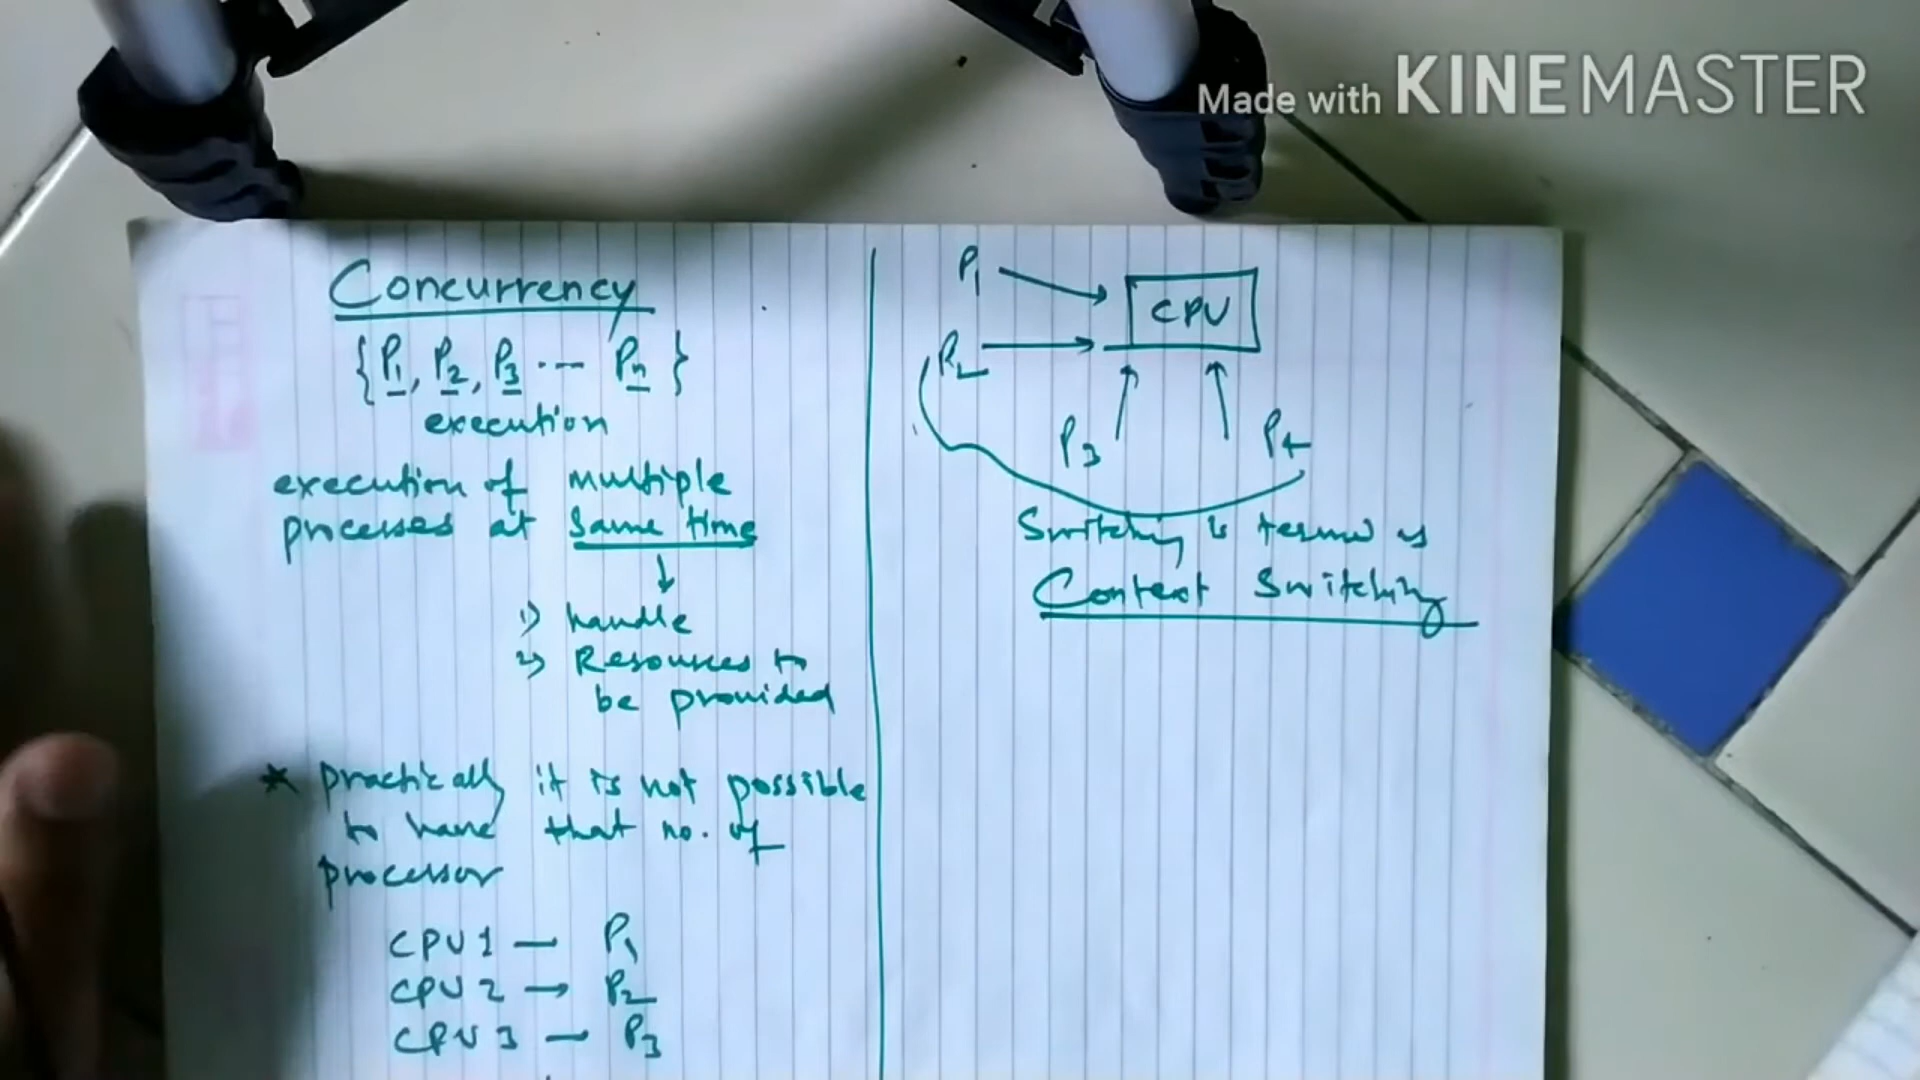 Made with KINEMASTER
Concurrency
{P1, P2, P3 --- Pn}
execution
execution of multiple
processes at same time
↓
1) handle
2) Resources to
be provided
* practically it is not possible
to have that no. of
processor
CPU 1 — P1
CPU 2 → P2
CPU 3 — P3
P1
CPU
P2
P3
P4
Switching is termed as
Context Switching